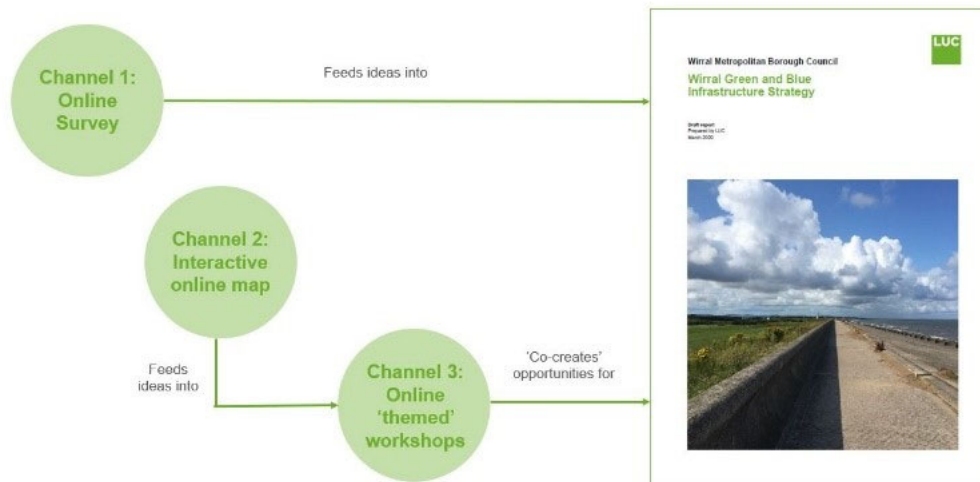 Channel 1:
Online
Survey
Feeds ideas into
Channel 2:
Interactive
online map
Feeds
ideas into
Channel 3:
Online
'themed'
workshops
'Co-creates'
opportunities for
LUC
Wirral Metropolitan Borough Council
Wirral Green and Blue
Infrastructure Strategy
Draft report
Prepared by LUC
March 2020